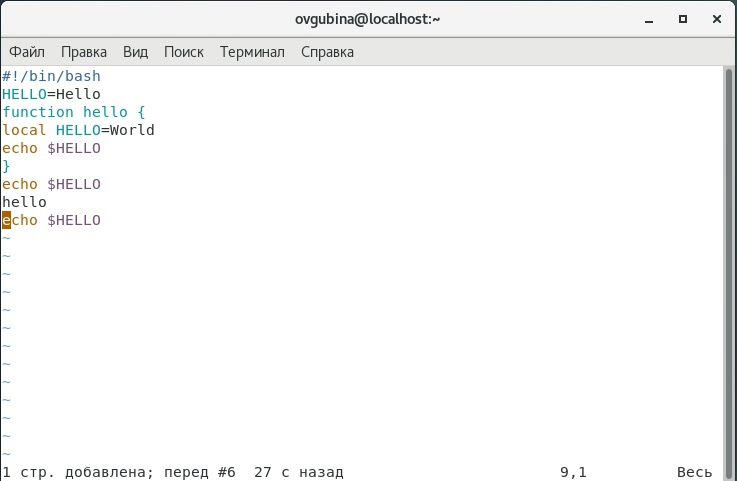 ovgubina@localhost:~
Файл Правка Вид Поиск Терминал Справка
#!/bin/bash
HELLO=Hello
function hello {
local HELLO=World
echo $HELLO
}
echo $HELLO
hello
echo $HELLO
~
~
~
~
~
~
~
~
~
~
~
~
~
1 стр. добавлена; перед #6 27 с назад 9,1 Весь